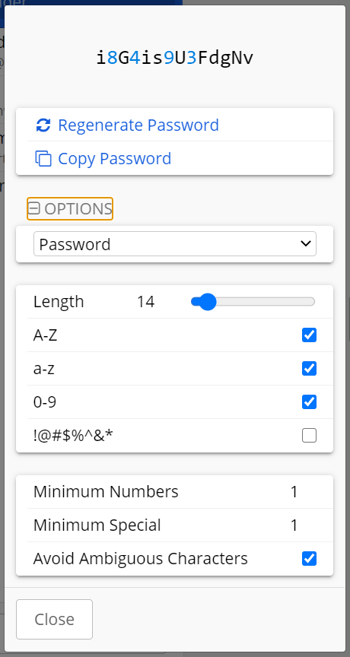 i8G4is9U3FdgNv
Regenerate Password
Copy Password
OPTIONS
Password
Length 14
A-Z
a-z
0-9
!@#$%^&*
Minimum Numbers 1
Minimum Special 1
Avoid Ambiguous Characters
Close